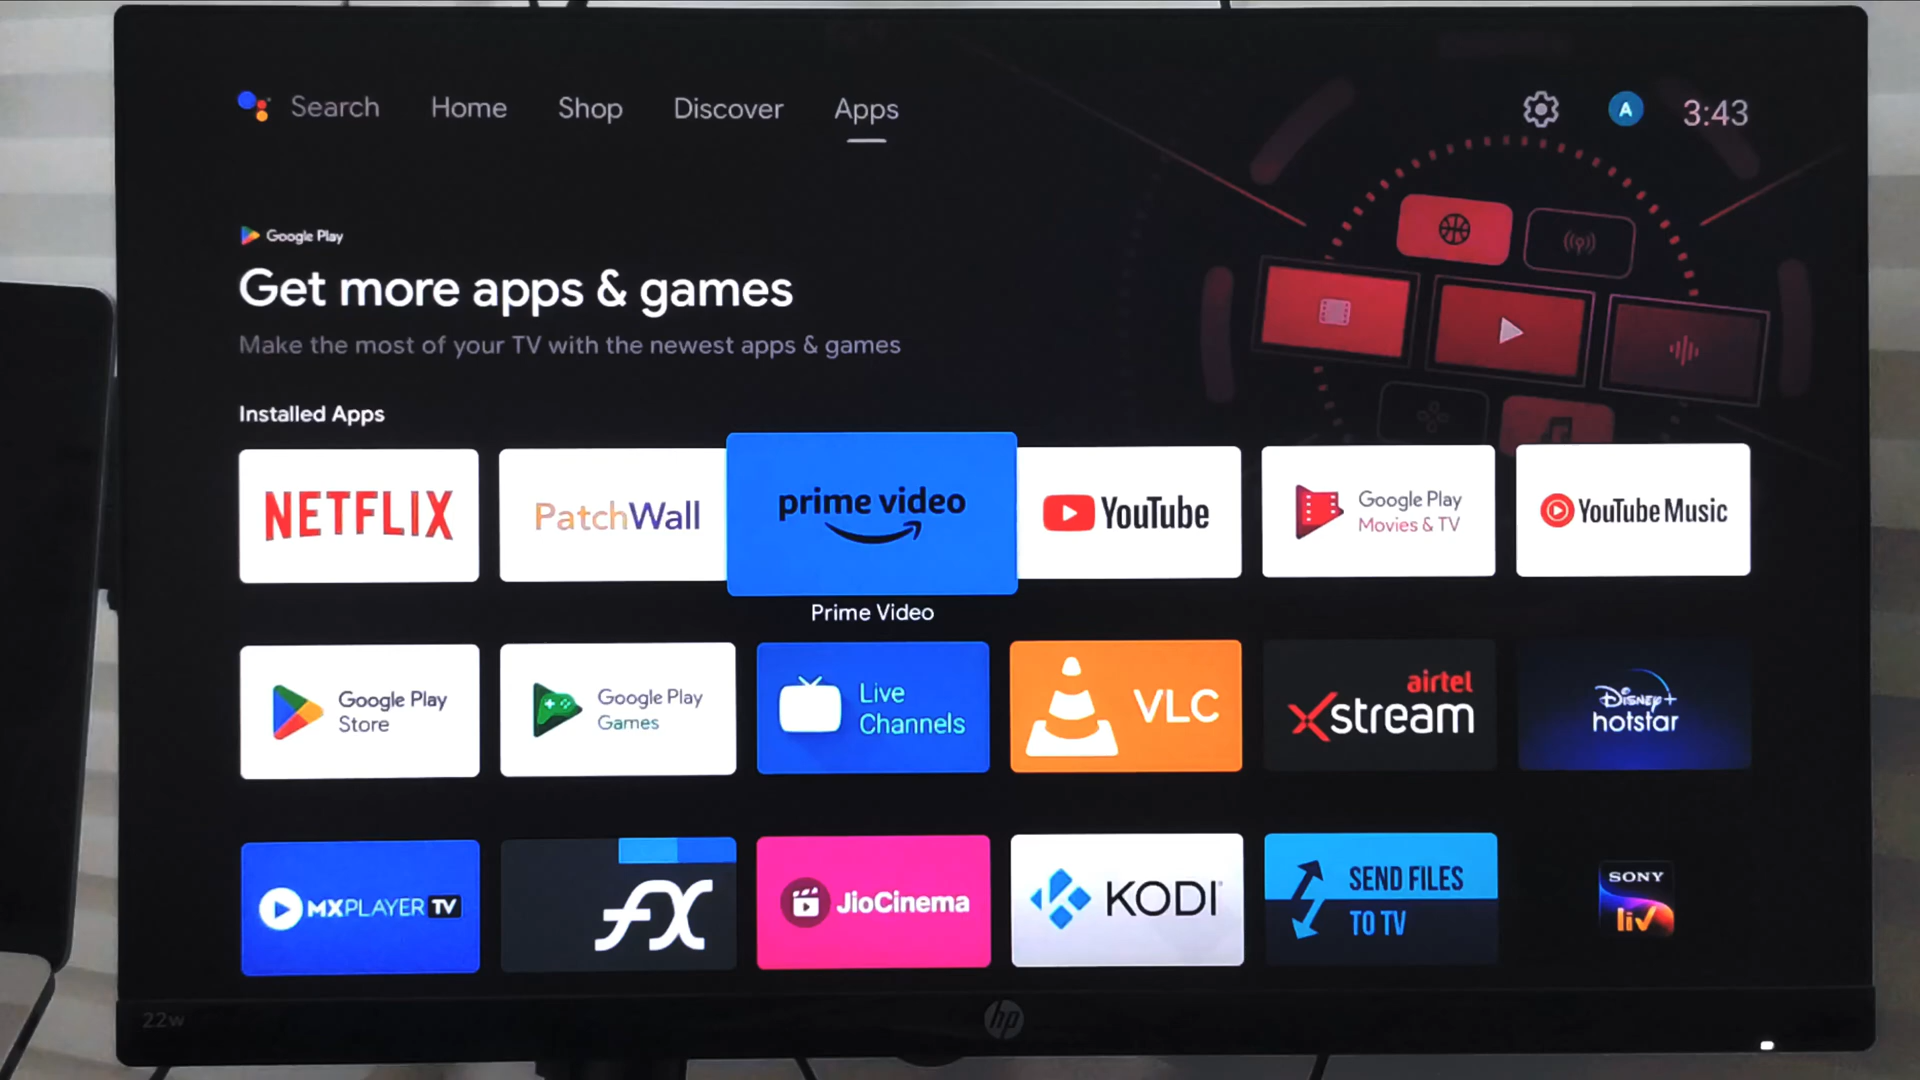 Search Home Shop Discover Apps A 3:43
Google Play
Get more apps & games
Make the most of your TV with the newest apps & games
Installed Apps
NETFLIX
PatchWall
prime video
YouTube
Google Play
Movies & TV
YouTube Music
Prime Video
Google Play
Store
Google Play
Games
Live
Channels
VLC
airtel
Xstream
Disney+
hotstar
MXPLAYER TV
FX
JioCinema
KODI
SEND FILES
TO TV
SONY
liv
22w
hp